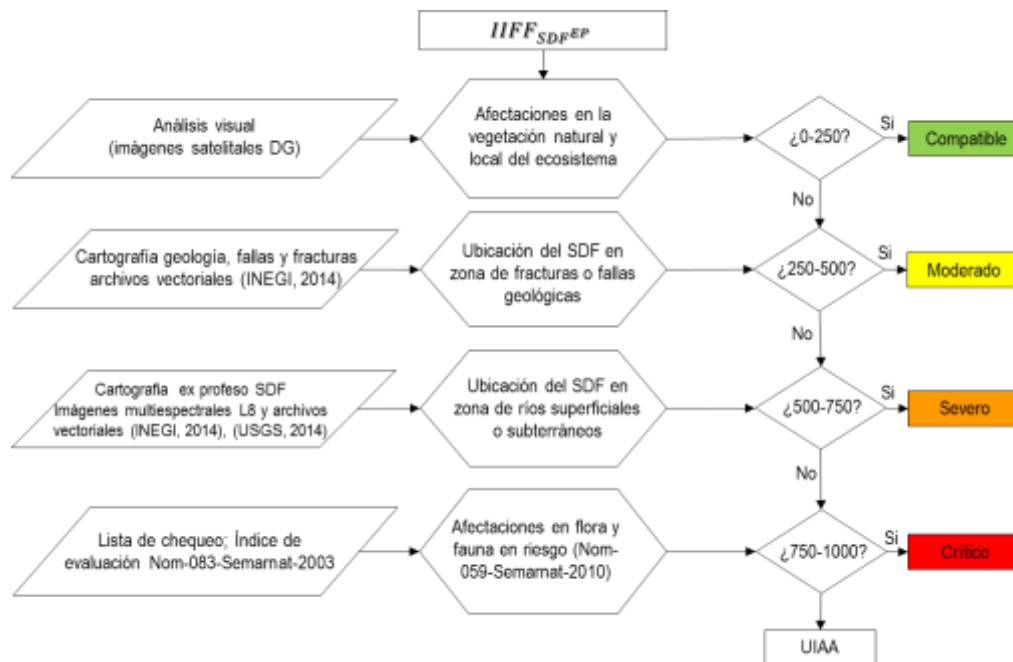 IIFF_SDF^EP
Análisis visual
(imágenes satelitales DG)
Afectaciones en la
vegetación natural y
local del ecosistema
¿0-250?
Si
Compatible
No
Cartografía geología, fallas y fracturas
archivos vectoriales (INEGI, 2014)
Ubicación del SDF en
zona de fracturas o fallas
geológicas
¿250-500?
Si
Moderado
No
Cartografía ex profeso SDF
Imágenes multiespectrales L8 y archivos
vectoriales (INEGI, 2014), (USGS, 2014)
Ubicación del SDF en
zona de ríos superficiales
o subterráneos
¿500-750?
Si
Severo
No
Lista de chequeo; Índice de
evaluación Nom-083-Semarnat-2003
Afectaciones en flora y
fauna en riesgo (Nom-
059-Semarnat-2010)
¿750-1000?
Si
Crítico
UIAA